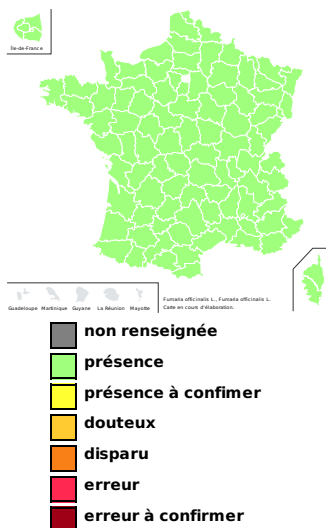 Île-de-France
Guadeloupe Martinique Guyane La Réunion Mayotte
Fumaria officinalis L., Fumaria officinalis L.
Carte en cours d'élaboration.
non renseignée
présence
présence à confimer
douteux
disparu
erreur
erreur à confirmer